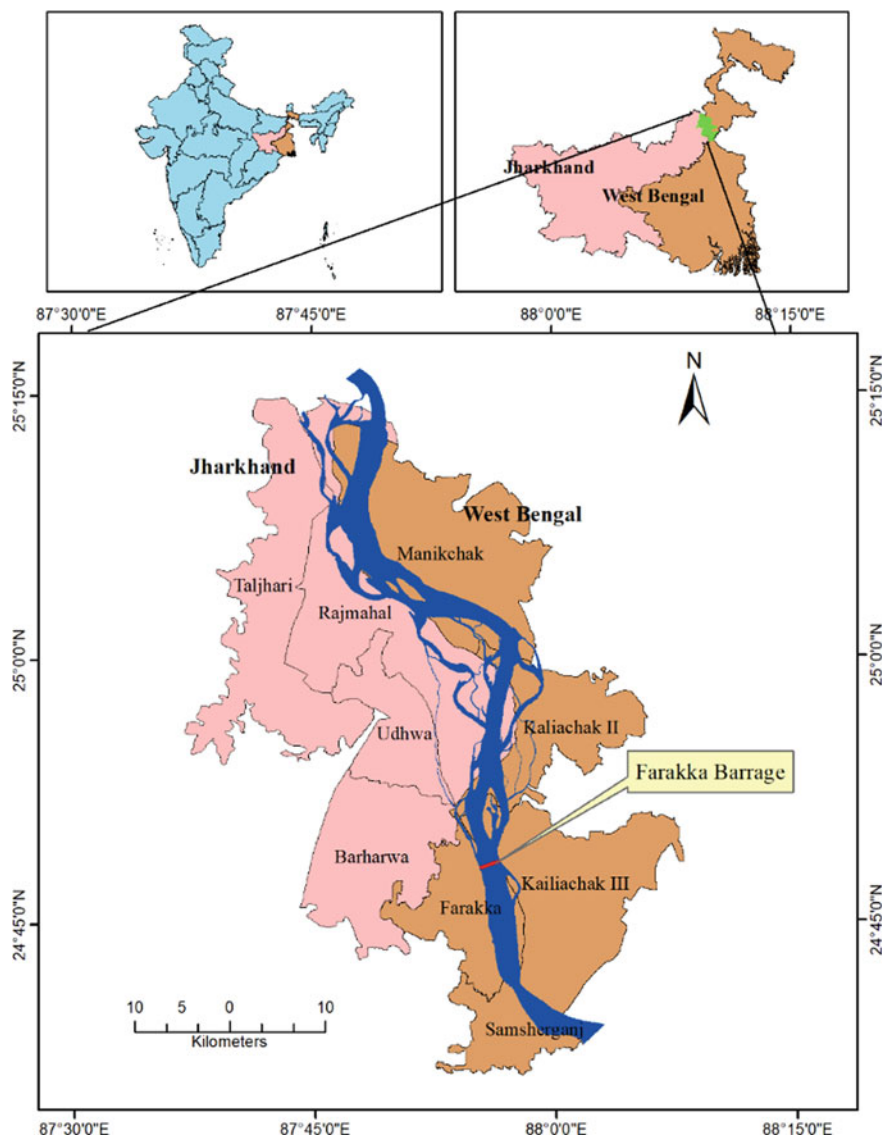 Jharkhand
West Bengal
87°30'0"E
87°45'0"E
88°0'0"E
88°15'0"E
N
25°15'0"N
25°15'0"N
Jharkhand
West Bengal
Manikchak
Taljhari
Rajmahal
25°0'0"N
25°0'0"N
Udhwa
Kaliachak II
Farakka Barrage
Barharwa
Kailiachak III
Farakka
24°45'0"N
24°45'0"N
10 5 0 10
Kilometers
Samsherganj
87°30'0"E
87°45'0"E
88°0'0"E
88°15'0"E